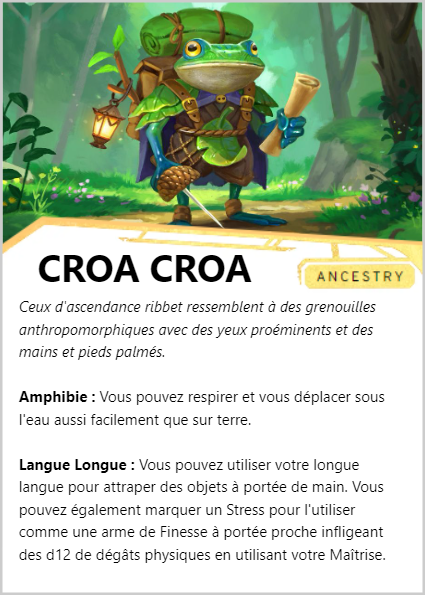 CROA CROA
ANCESTRY
Ceux d'ascendance ribbet ressemblent à des grenouilles
anthropomorphiques avec des yeux proéminents et des
mains et pieds palmés.
Amphibie : Vous pouvez respirer et vous déplacer sous
l'eau aussi facilement que sur terre.
Langue Longue : Vous pouvez utiliser votre longue
langue pour attraper des objets à portée de main. Vous
pouvez également marquer un Stress pour l'utiliser
comme une arme de Finesse à portée proche infligeant
des d12 de dégâts physiques en utilisant votre Maîtrise.